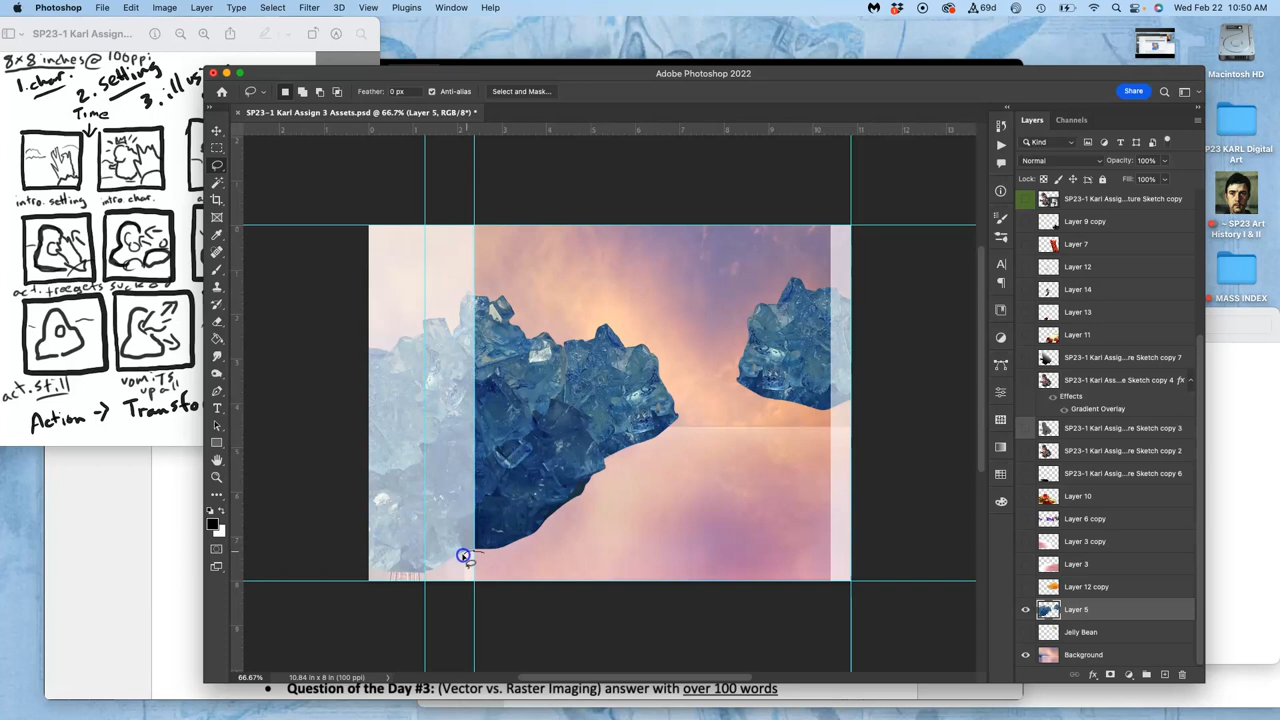 Photoshop File Edit Image Layer Type Select Filter 3D View Plugins Window Help
69d
Wed Feb 22 10:50 AM
SP23-1 Karl Assign...
8x8 inches @ 100ppi
1. char.
2. setting
3. illus
Time
intro. setting intro. char.
act. still
vomits
up all
Action → Transfo
Adobe Photoshop 2022
Feather: 0 px Anti-alias Select and Mask... Share
SP23-1 Karl Assign 3 Assets.psd @ 66.7% (Layer 5, RGB/8*) *
Layers Channels
Kind
Normal Opacity: 100%
Lock: Fill: 100%
SP23-1 Karl Assig...ture Sketch copy
Layer 9 copy
Layer 7
Layer 12
Layer 14
Layer 13
Layer 11
SP23-1 Karl Assig...re Sketch copy 7
SP23-1 Karl Ass...e Sketch copy 4 fx
Effects
Gradient Overlay
SP23-1 Karl Assig...re Sketch copy 3
SP23-1 Karl Assig...re Sketch copy 2
SP23-1 Karl Assig...re Sketch copy 6
Layer 10
Layer 6 copy
Layer 3 copy
Layer 3
Layer 12 copy
Layer 5
Jelly Bean
Background
66.67% 10.84 in x 8 in (100 ppi)
• Question of the Day #3: (Vector vs. Raster Imaging) answer with over 100 words
Macintosh HD
P23 KARL Digital
Art
~ SP23 Art
History I & II
MASS INDEX